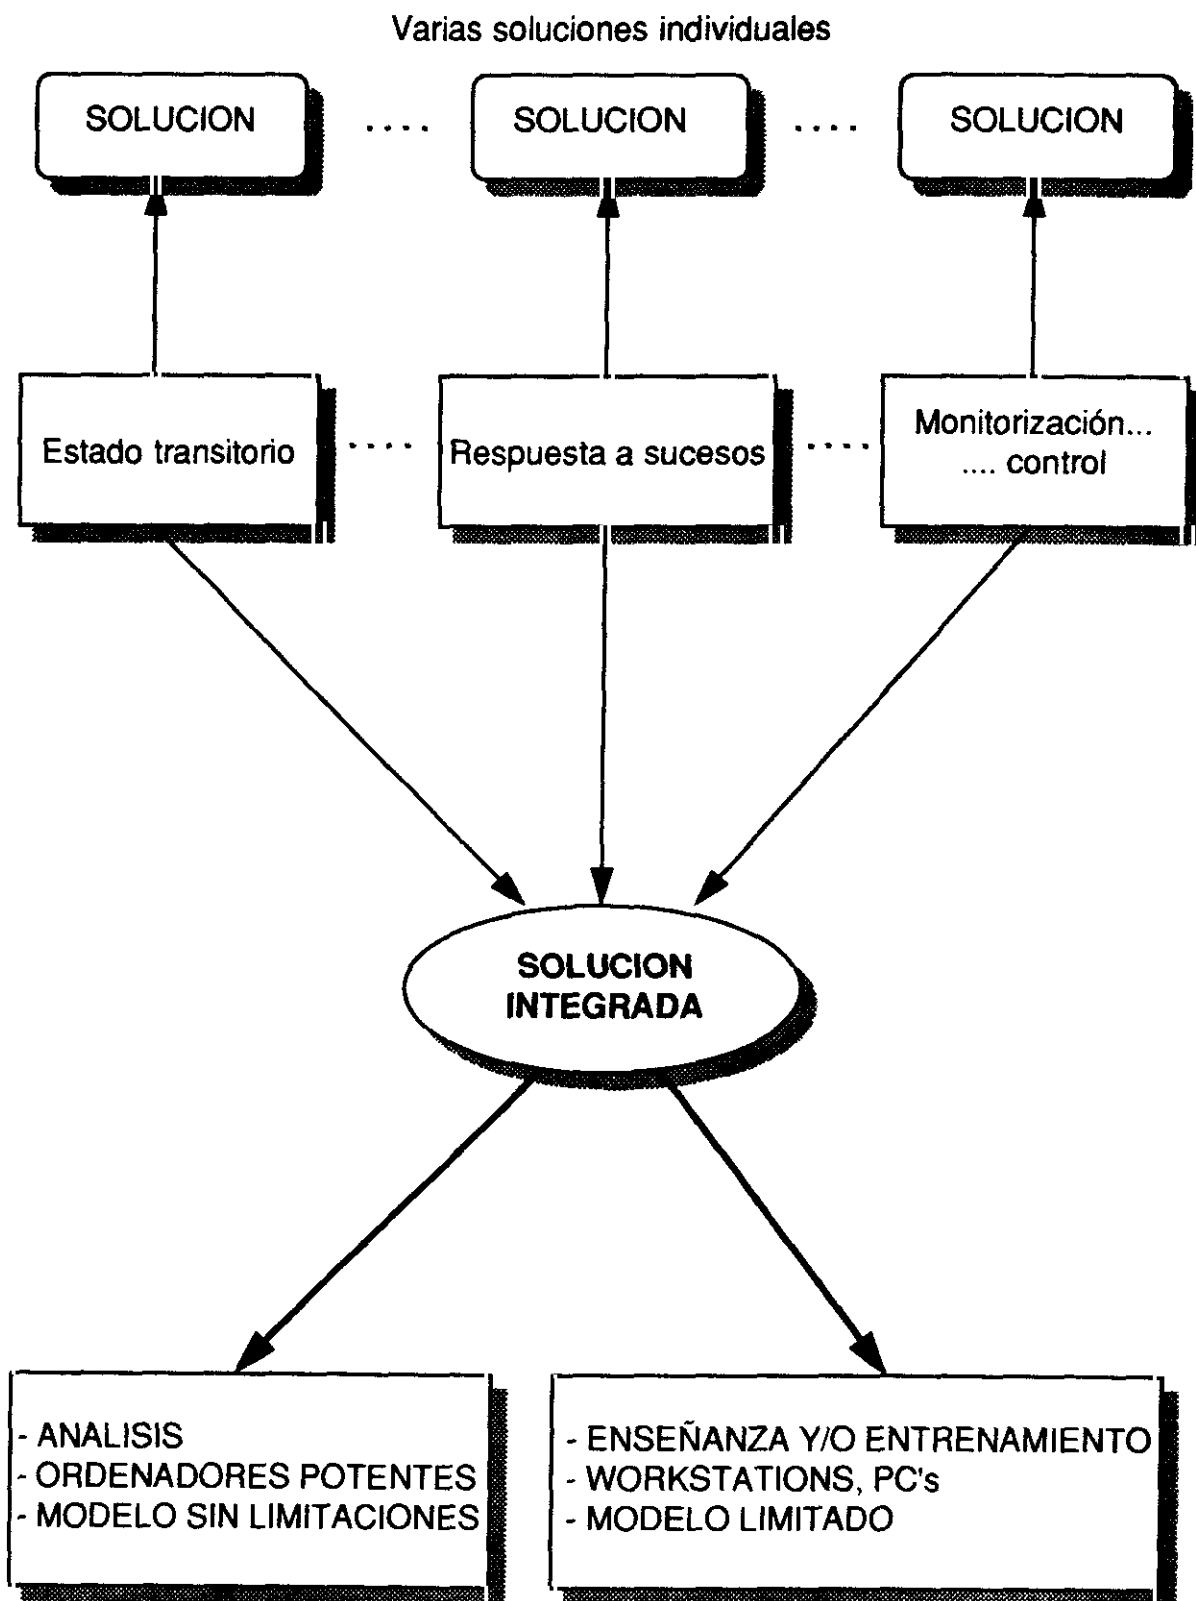 Varias soluciones individuales
SOLUCION .... SOLUCION .... SOLUCION
Estado transitorio .... Respuesta a sucesos .... Monitorización...
.... control
SOLUCION
INTEGRADA
- ANALISIS
- ORDENADORES POTENTES
- MODELO SIN LIMITACIONES
- ENSEÑANZA Y/O ENTRENAMIENTO
- WORKSTATIONS, PC's
- MODELO LIMITADO